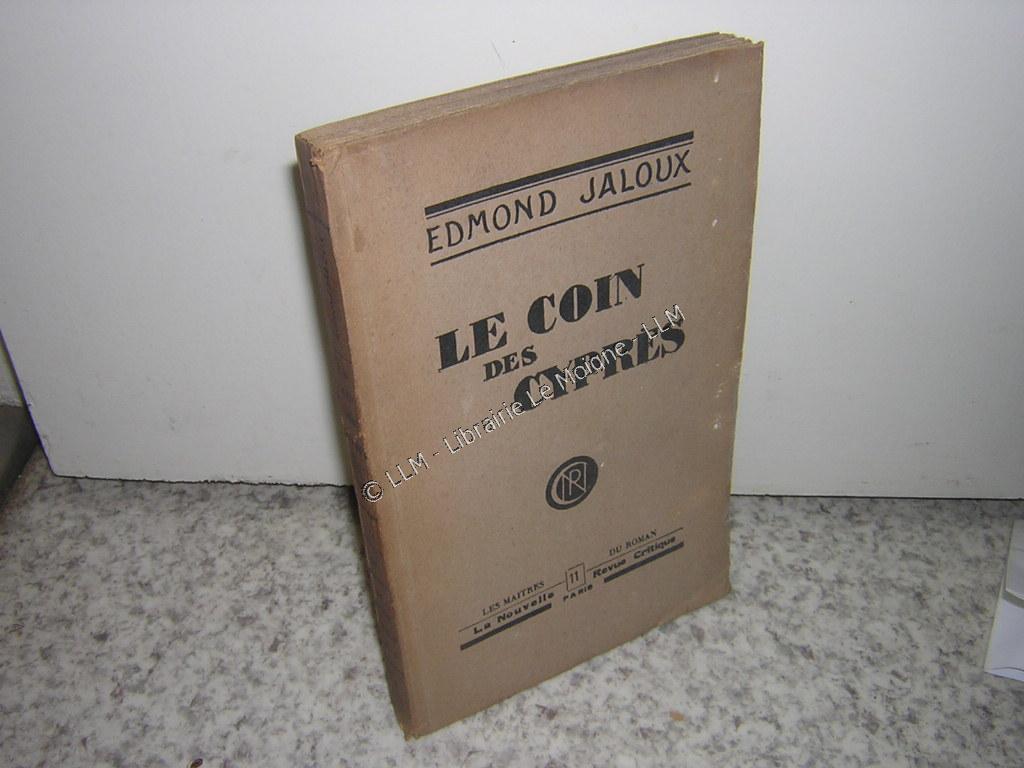 EDMOND JALOUX
LE COIN
DES
CYPRÈS
© LLM - Librairie Le Moigne - LLM
NRC
LES MAITRES 11 DU ROMAN
La Nouvelle Revue Critique
PARIS